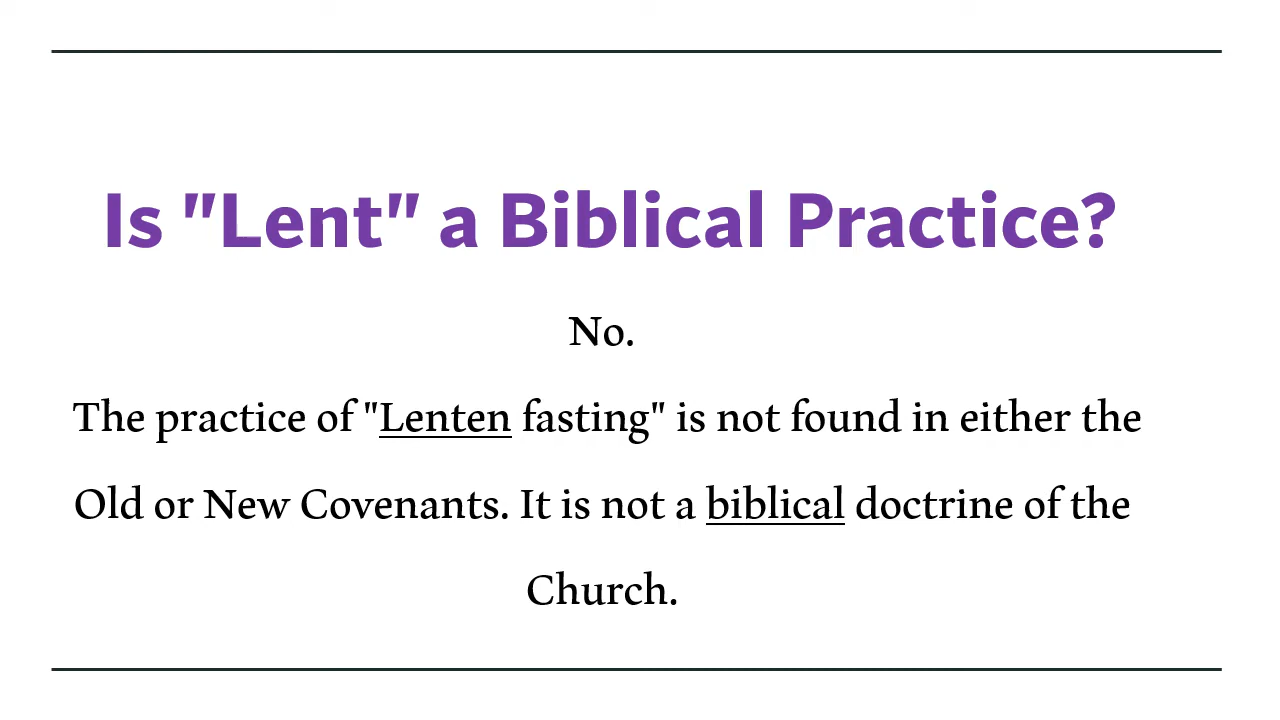 Is "Lent" a Biblical Practice?
No.
The practice of "Lenten fasting" is not found in either the
Old or New Covenants. It is not a biblical doctrine of the
Church.